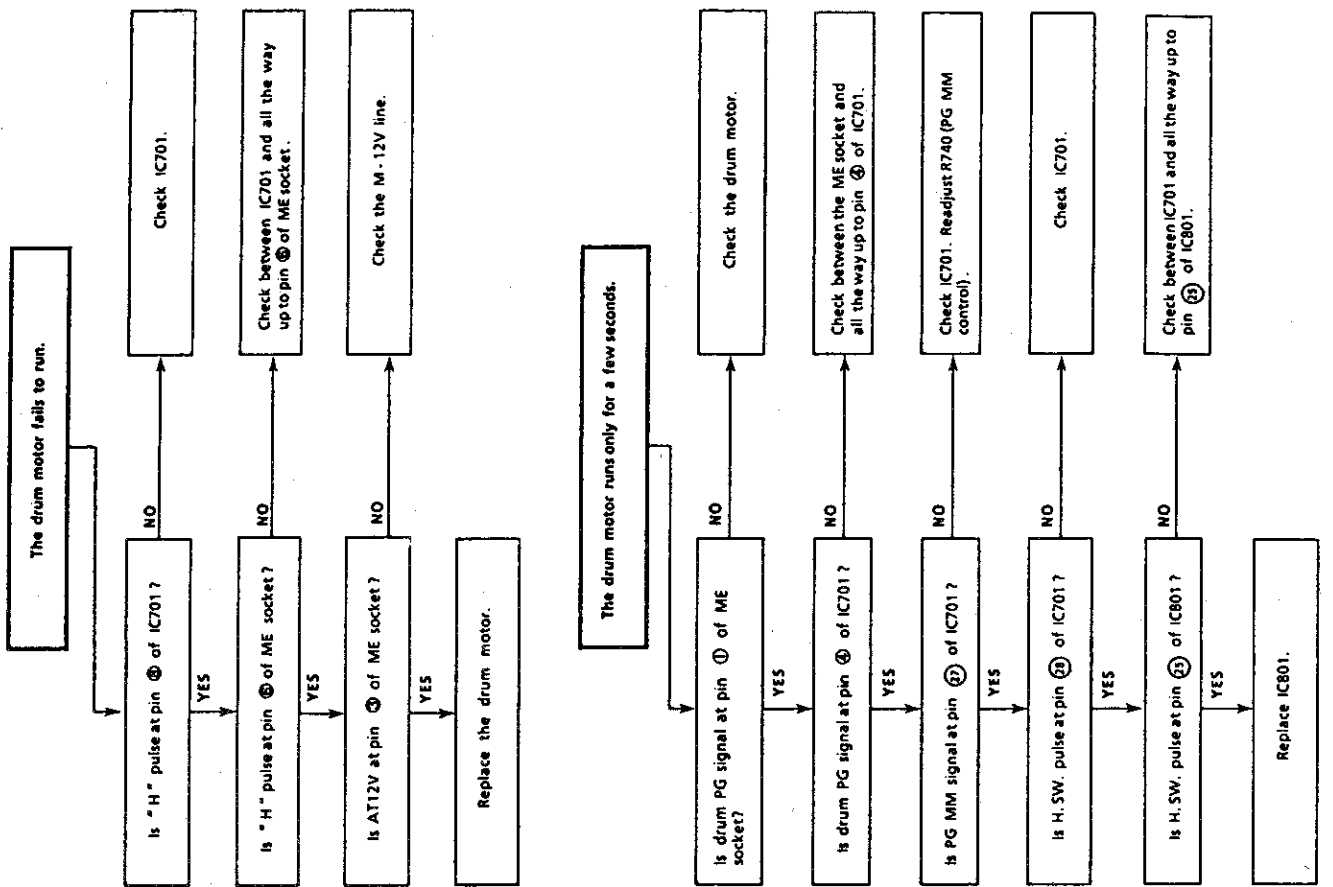 The drum motor fails to run.
Is "H" pulse at pin ⑧ of IC701?
NO
Check IC701.
YES
Is "H" pulse at pin ⑥ of ME socket?
NO
Check between IC701 and all the way
up to pin ⑥ of ME socket.
YES
Is AT12V at pin ③ of ME socket?
NO
Check the M-12V line.
YES
Replace the drum motor.
The drum motor runs only for a few seconds.
Is drum PG signal at pin ① of ME
socket?
NO
Check the drum motor.
YES
Is drum PG signal at pin ④ of IC701?
NO
Check between the ME socket and
all the way up to pin ④ of IC701.
YES
Is PG MM signal at pin ㉗ of IC701?
NO
Check IC701. Readjust R740 (PG MM
control).
YES
Is H. SW. pulse at pin ㉘ of IC701?
NO
Check IC701.
YES
Is H. SW. pulse at pin ㉕ of IC801?
NO
Check between IC701 and all the way up to
pin ㉕ of IC801.
YES
Replace IC801.